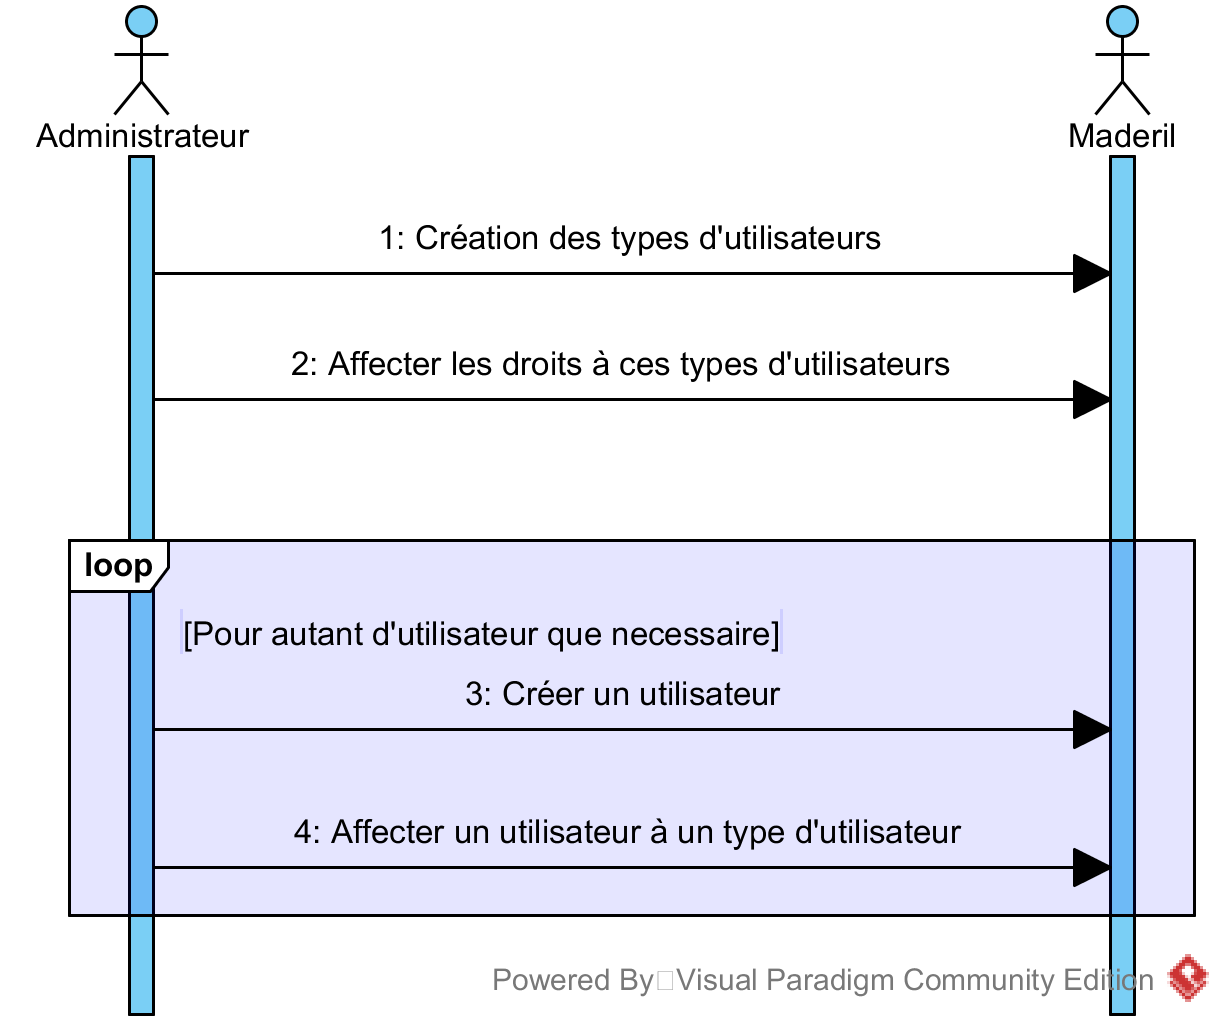 Administrateur
Maderil
1: Création des types d'utilisateurs
2: Affecter les droits à ces types d'utilisateurs
loop
[Pour autant d'utilisateur que necessaire]
3: Créer un utilisateur
4: Affecter un utilisateur à un type d'utilisateur
Powered By Visual Paradigm Community Edition